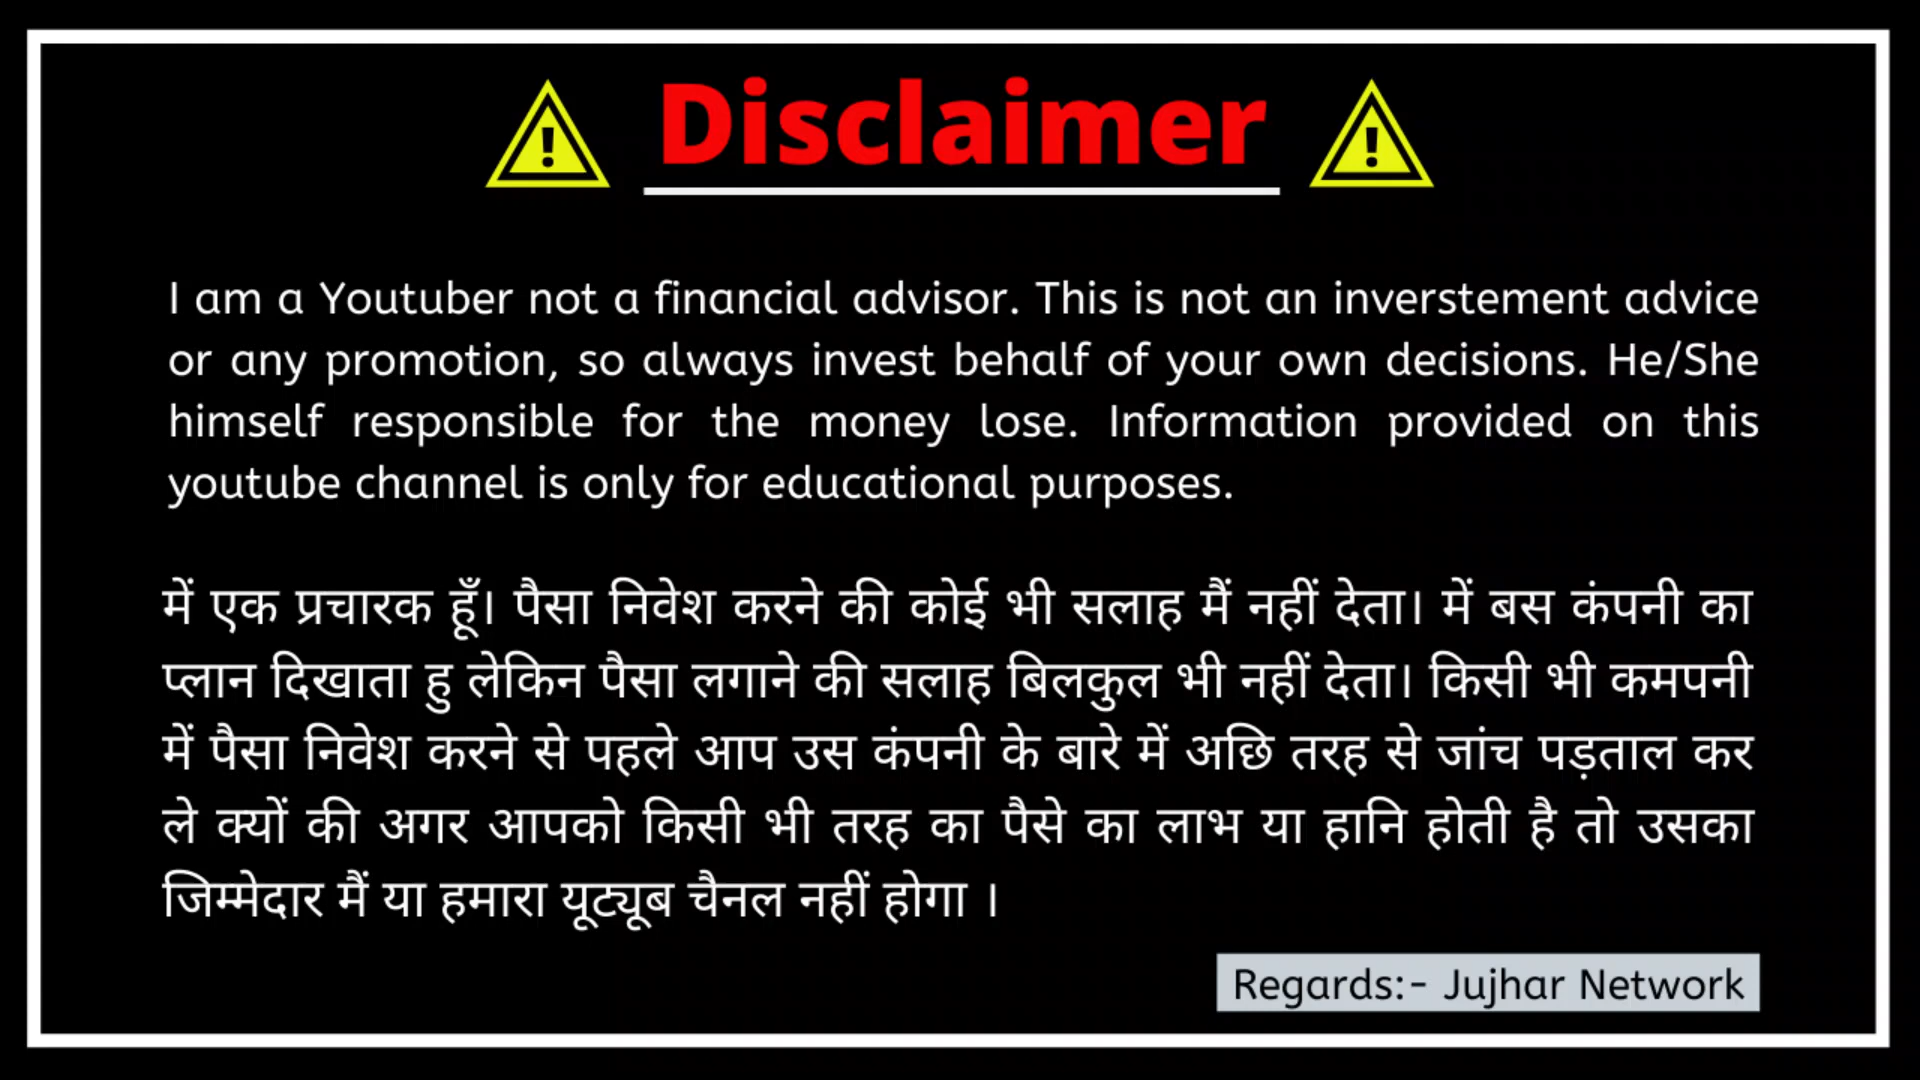 Disclaimer
I am a Youtuber not a financial advisor. This is not an inverstement advice
or any promotion, so always invest behalf of your own decisions. He/She
himself responsible for the money lose. Information provided on this
youtube channel is only for educational purposes.
में एक प्रचारक हूँ। पैसा निवेश करने की कोई भी सलाह मैं नहीं देता। में बस कंपनी का
प्लान दिखाता हु लेकिन पैसा लगाने की सलाह बिलकुल भी नहीं देता। किसी भी कमपनी
में पैसा निवेश करने से पहले आप उस कंपनी के बारे में अछि तरह से जांच पड़ताल कर
ले क्यों की अगर आपको किसी भी तरह का पैसे का लाभ या हानि होती है तो उसका
जिम्मेदार मैं या हमारा यूट्यूब चैनल नहीं होगा ।
Regards:- Jujhar Network